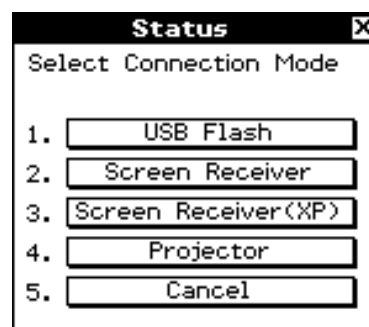 Status X
Select Connection Mode
1. USB Flash
2. Screen Receiver
3. Screen Receiver(XP)
4. Projector
5. Cancel